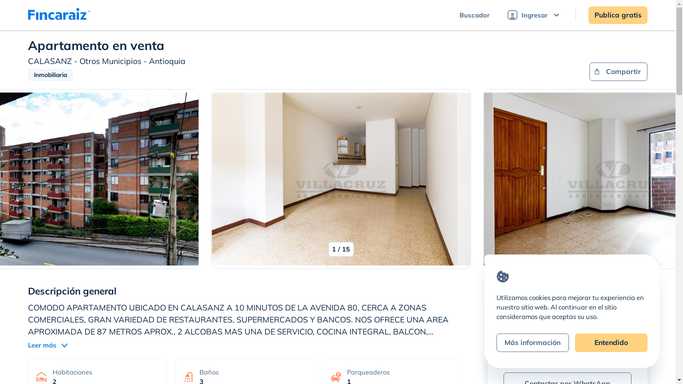 Fincaraiz
Buscador
Ingresar
Publica gratis
Apartamento en venta
CALASANZ - Otros Municipios - Antioquia
Inmobiliaria
Compartir
VILLACRUZ
VILLACRUZ
1 / 15
Descripción general
COMODO APARTAMENTO UBICADO EN CALASANZ A 10 MINUTOS DE LA AVENIDA 80, CERCA A ZONAS
COMERCIALES, GRAN VARIEDAD DE RESTAURANTES, SUPERMERCADOS Y BANCOS. NOS OFRECE UNA AREA
APROXIMADA DE 87 METROS APROX., 2 ALCOBAS MAS UNA DE SERVICIO, COCINA INTEGRAL, BALCON,...
Leer más
Habitaciones
2
Baños
3
Parqueaderos
1
Utilizamos cookies para mejorar tu experiencia en
nuestro sitio web. Al continuar en el sitio
consideramos que aceptas su uso.
Más información
Entendido
Contactar por WhatsApp